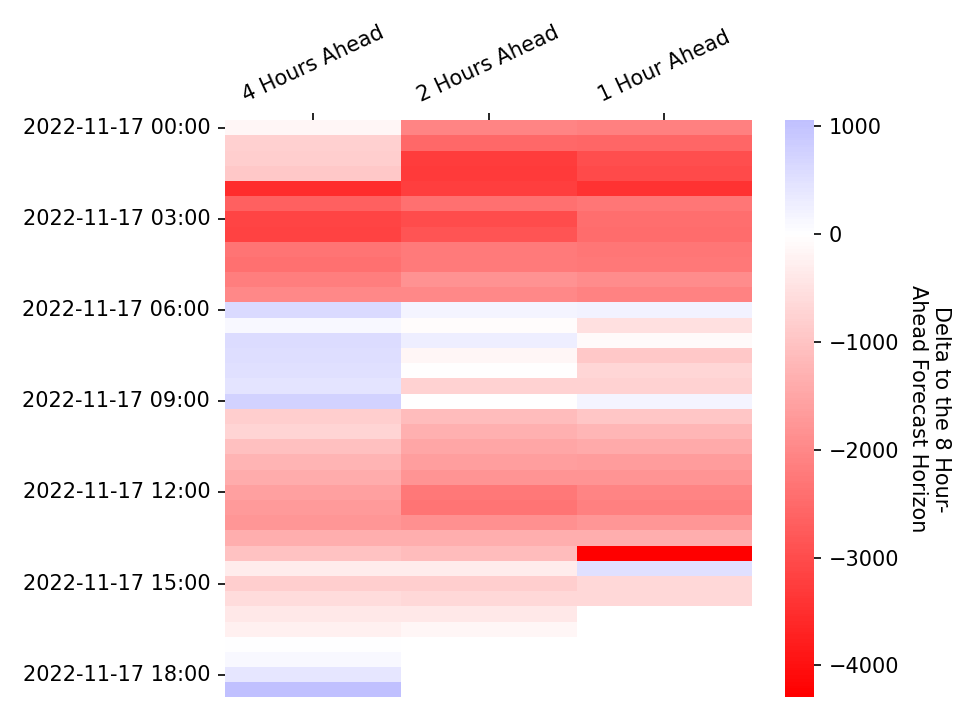 4 Hours Ahead
2 Hours Ahead
1 Hour Ahead
2022-11-17 00:00
2022-11-17 03:00
2022-11-17 06:00
2022-11-17 09:00
2022-11-17 12:00
2022-11-17 15:00
2022-11-17 18:00
1000
0
−1000
−2000
−3000
−4000
Delta to the 8 Hour-
Ahead Forecast Horizon